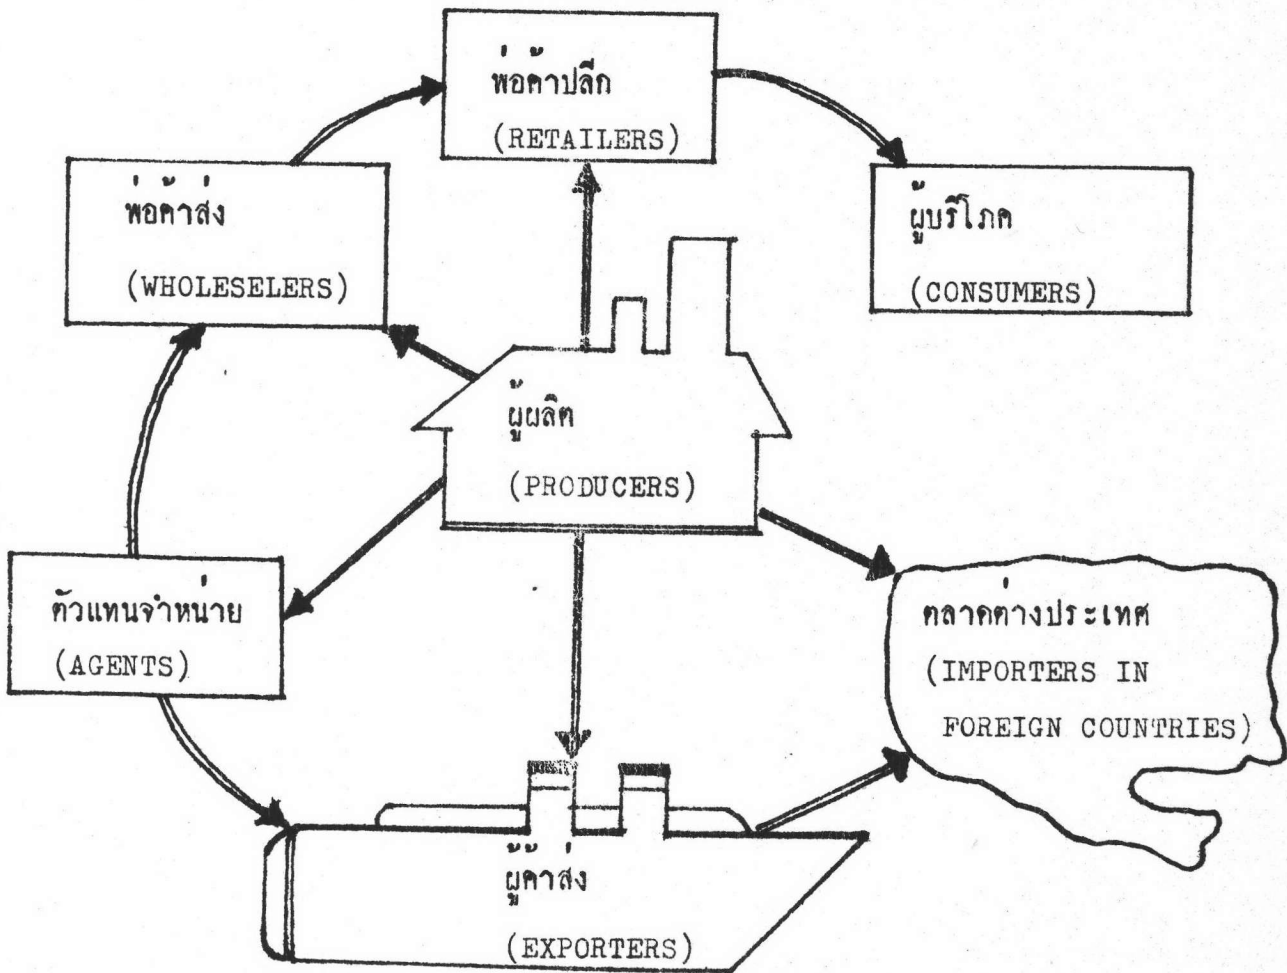 พ่อค้าปลีก
(RETAILERS)
พ่อค้าส่ง
(WHOLESELERS)
ผู้บริโภค
(CONSUMERS)
ผู้ผลิต
(PRODUCERS)
ตัวแทนจำหน่าย
(AGENTS)
ตลาดต่างประเทศ
(IMPORTERS IN
FOREIGN COUNTRIES)
ผู้ค้าส่ง
(EXPORTERS)